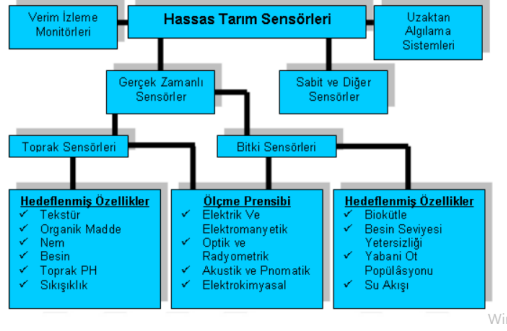 Verim İzleme
Monitörleri
Hassas Tarım Sensörleri
Uzaktan
Algılama
Sistemleri
Gerçek Zamanlı
Sensörler
Sabit ve Diğer
Sensörler
Toprak Sensörleri
Bitki Sensörleri
Hedeflenmiş Özellikler
✓ Tekstür
✓ Organik Madde
✓ Nem
✓ Besin
✓ Toprak PH
✓ Sıkışıklık
Ölçme Prensibi
✓ Elektrik Ve
Elektromanyetik
✓ Optik ve
Radyometrik
✓ Akustik ve Pnomatik
✓ Elektrokimyasal
Hedeflenmiş Özellikler
✓ Biokütle
✓ Besin Seviyesi
Yetersizliği
✓ Yabani Ot
Popülâsyonu
✓ Su Akışı